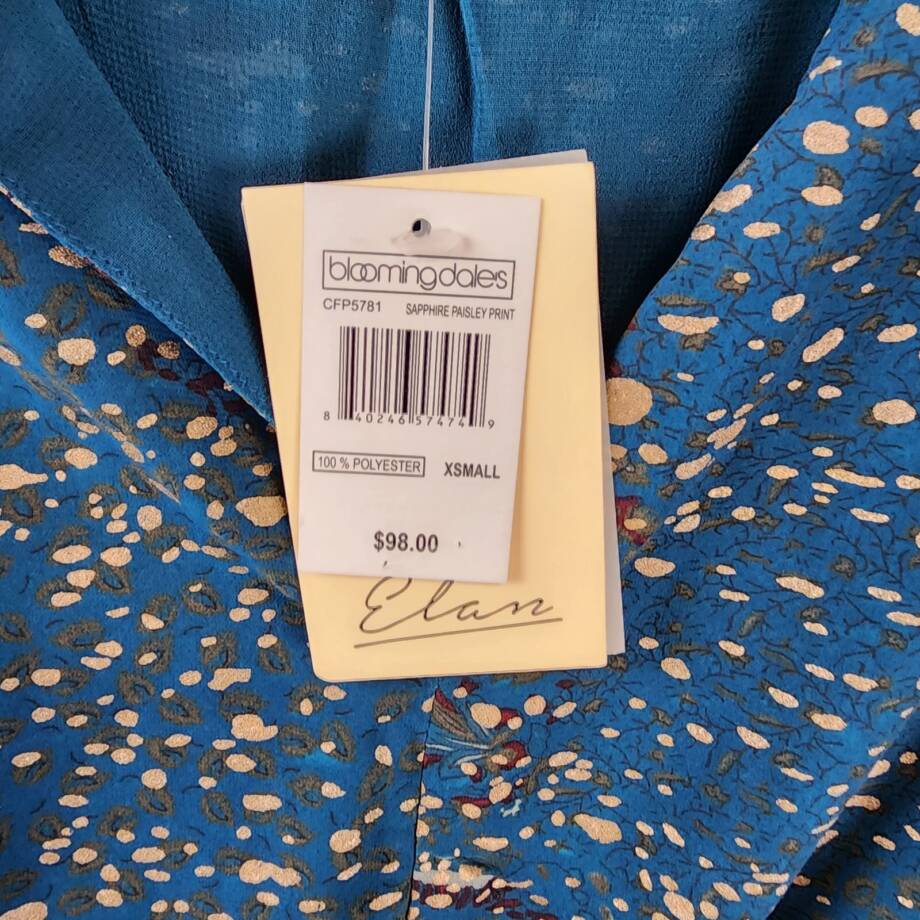 bloomingdale's
CFP5781 SAPPHIRE PAISLEY PRINT
8 40246 57474 9
100 % POLYESTER XSMALL
$98.00
Elan